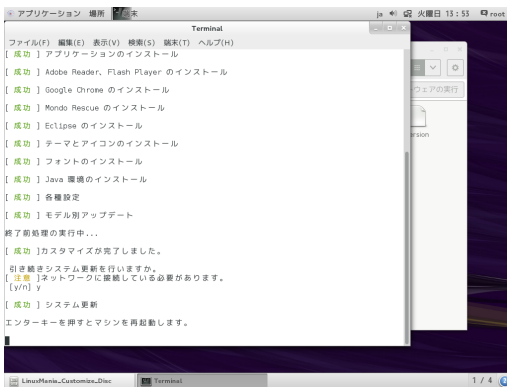 アプリケーション 場所 端末 ja 火曜日 13:53 root
Terminal
ファイル(F) 編集(E) 表示(V) 検索(S) 端末(T) ヘルプ(H)
[ 成功 ] アプリケーションのインストール
[ 成功 ] Adobe Reader、Flash Player のインストール
[ 成功 ] Google Chrome のインストール
[ 成功 ] Mondo Rescue のインストール
[ 成功 ] Eclipse のインストール
[ 成功 ] テーマとアイコンのインストール
[ 成功 ] フォントのインストール
[ 成功 ] Java 環境のインストール
[ 成功 ] 各種設定
[ 成功 ] モデル別アップデート
終了前処理の実行中...
[ 成功 ]カスタマイズが完了しました。
引き続きシステム更新を行いますか。
[ 注意 ]ネットワークに接続している必要があります。
[y/n] y
[ 成功 ] システム更新
エンターキーを押すとマシンを再起動します。
ウェアの実行
ersion
LinuxMania_Customize_Disc
Terminal
1 / 4